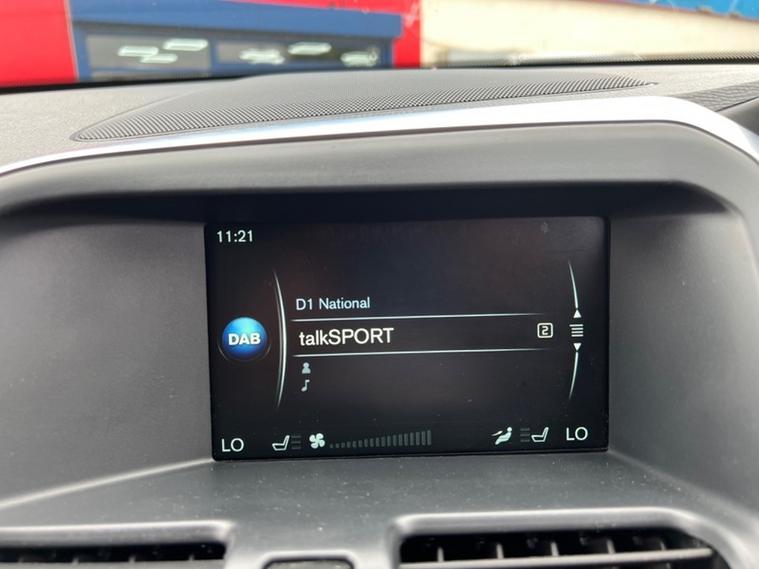 11:21
D1 National
DAB
talkSPORT 2
LO LO